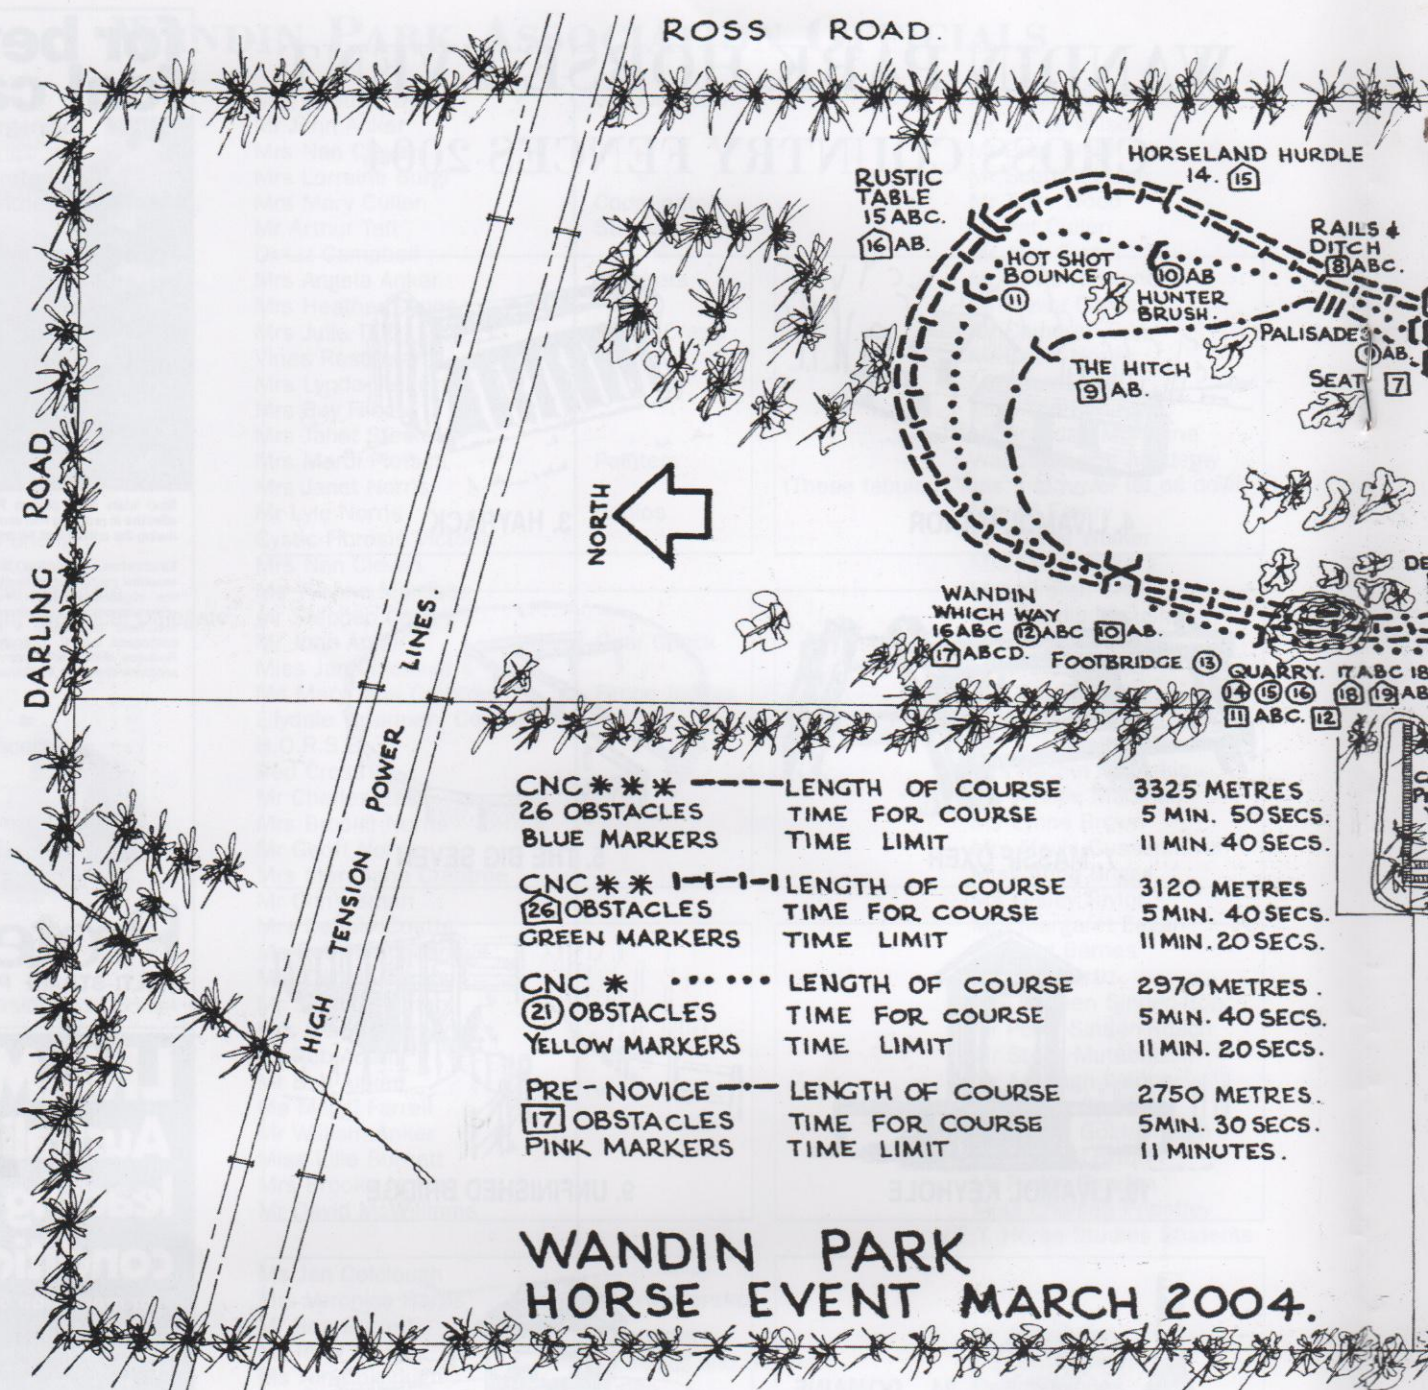 ROSS ROAD.
HORSELAND HURDLE
14. 15
RUSTIC
TABLE
15 ABC.
16 AB.
RAILS &
DITCH
8 ABC.
HOT SHOT
BOUNCE
11
10 AB
HUNTER
BRUSH.
PALISADE
AB.
THE HITCH
9 AB.
SEAT 7
DARLING ROAD
NORTH
HIGH TENSION POWER LINES
WANDIN
WHICH WAY
16 ABC 12 ABC 10 AB.
17 ABCD.
FOOTBRIDGE 13
QUARRY. 17 ABC 18
14 15 16 18 19 AB
11 ABC. 12
CNC * * * LENGTH OF COURSE 3325 METRES
26 OBSTACLES TIME FOR COURSE 5 MIN. 50 SECS.
BLUE MARKERS TIME LIMIT 11 MIN. 40 SECS.
CNC * * LENGTH OF COURSE 3120 METRES
26 OBSTACLES TIME FOR COURSE 5 MIN. 40 SECS.
GREEN MARKERS TIME LIMIT 11 MIN. 20 SECS.
CNC * LENGTH OF COURSE 2970 METRES.
21 OBSTACLES TIME FOR COURSE 5 MIN. 40 SECS.
YELLOW MARKERS TIME LIMIT 11 MIN. 20 SECS.
PRE-NOVICE LENGTH OF COURSE 2750 METRES.
17 OBSTACLES TIME FOR COURSE 5 MIN. 30 SECS.
PINK MARKERS TIME LIMIT 11 MINUTES.
WANDIN PARK
HORSE EVENT MARCH 2004.